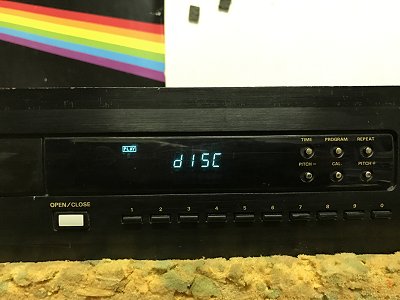 TIME PROGRAM REPEAT
PLAY
dISC
PITCH − CAL. PITCH +
OPEN/CLOSE
1 2 3 4 5 6 7 8 9 0